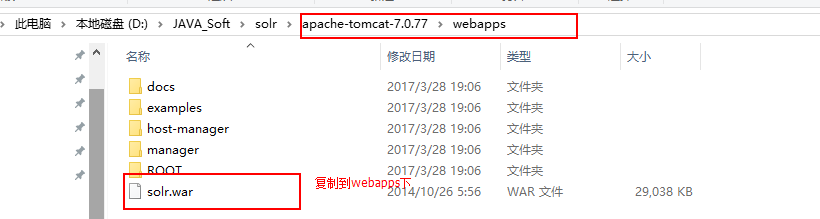 此电脑 > 本地磁盘 (D:) > JAVA_Soft > solr > apache-tomcat-7.0.77 > webapps
名称 修改日期 类型 大小
docs 2017/3/28 19:06 文件夹
examples 2017/3/28 19:06 文件夹
host-manager 2017/3/28 19:06 文件夹
manager 2017/3/28 19:06 文件夹
ROOT 2017/3/28 19:06 文件夹
复制到webapps下
solr.war 2014/10/26 5:56 WAR 文件 29,038 KB